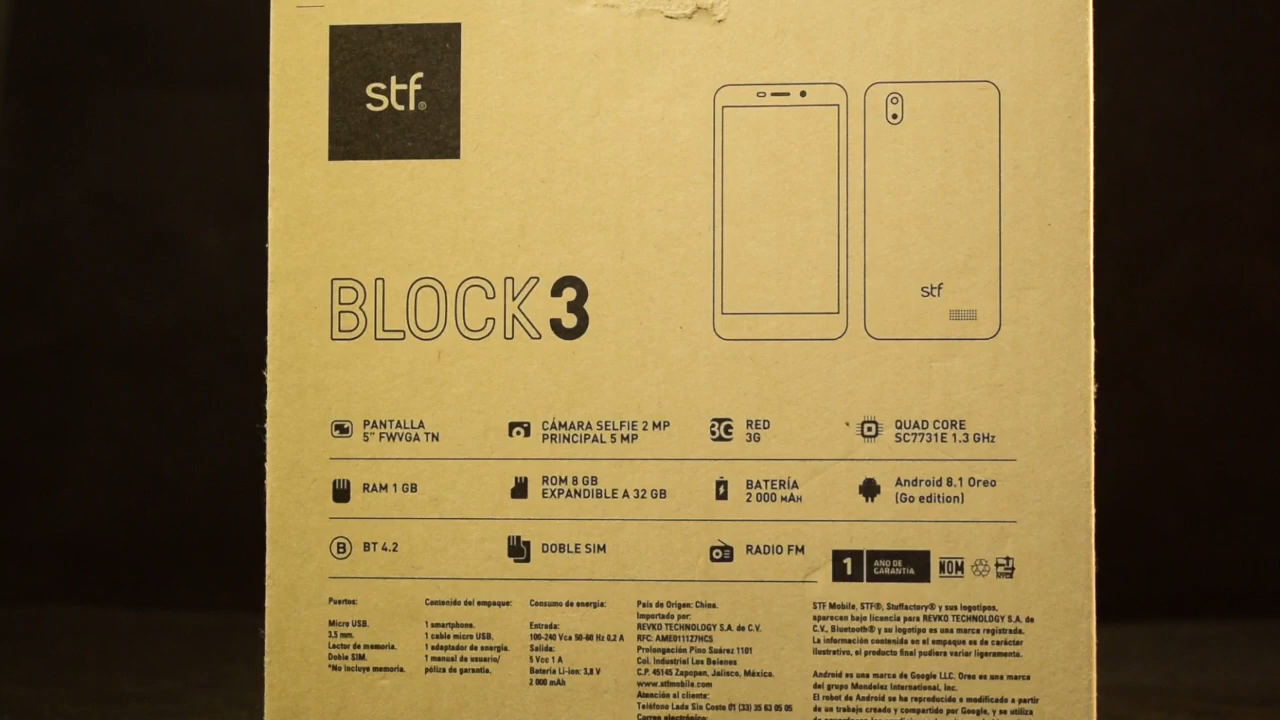 stf®
stf
BLOCK 3
PANTALLA
5" FWVGA TN
CÁMARA SELFIE 2 MP
PRINCIPAL 5 MP
3G
RED
3G
QUAD CORE
SC7731E 1.3 GHz
RAM 1 GB
ROM 8 GB
EXPANDIBLE A 32 GB
BATERÍA
2 000 MAH
Android 8.1 Oreo
(Go edition)
B
BT 4.2
DOBLE SIM
RADIO FM
1
AÑO DE
GARANTIA
NOM
NYCE
Puertos:
Micro USB.
3,5 mm.
Lector de memoria.
Doble SIM.
*No incluye memoria.
Contenido del empaque:
1 smartphone.
1 cable micro USB.
1 adaptador de energía.
1 manual de usuario/
póliza de garantía.
Consumo de energía:
Entrada:
100-240 Vca 50-60 Hz 0,2 A
Salida:
5 Vcc 1 A
Batería Li-ion: 3,8 V
2 000 mAh
País de Origen: China.
Importado por:
REVKO TECHNOLOGY S.A. de C.V.
RFC: AME0111Z7HC5
Prolongación Pino Suárez 1101
Col. Industrial Los Belenes
C.P. 45145 Zapopan, Jalisco, México.
www.stfmobile.com
Atención al cliente:
Teléfono Lada Sin Costo 01 (33) 35 63 05 05
Correo electrónico:
STF Mobile, STF®, Stuffactory® y sus logotipos,
aparecen bajo licencia para REVKO TECHNOLOGY S.A. de
C.V., Bluetooth® y su logotipo es una marca registrada.
La información contenida en el empaque es de carácter
ilustrativo, el producto final pudiera variar ligeramente.
Android es una marca de Google LLC. Oreo es una marca
del grupo Mondelez International, Inc.
El robot de Android se ha reproducido o modificado a partir
de un trabajo creado y compartido por Google, y se utiliza